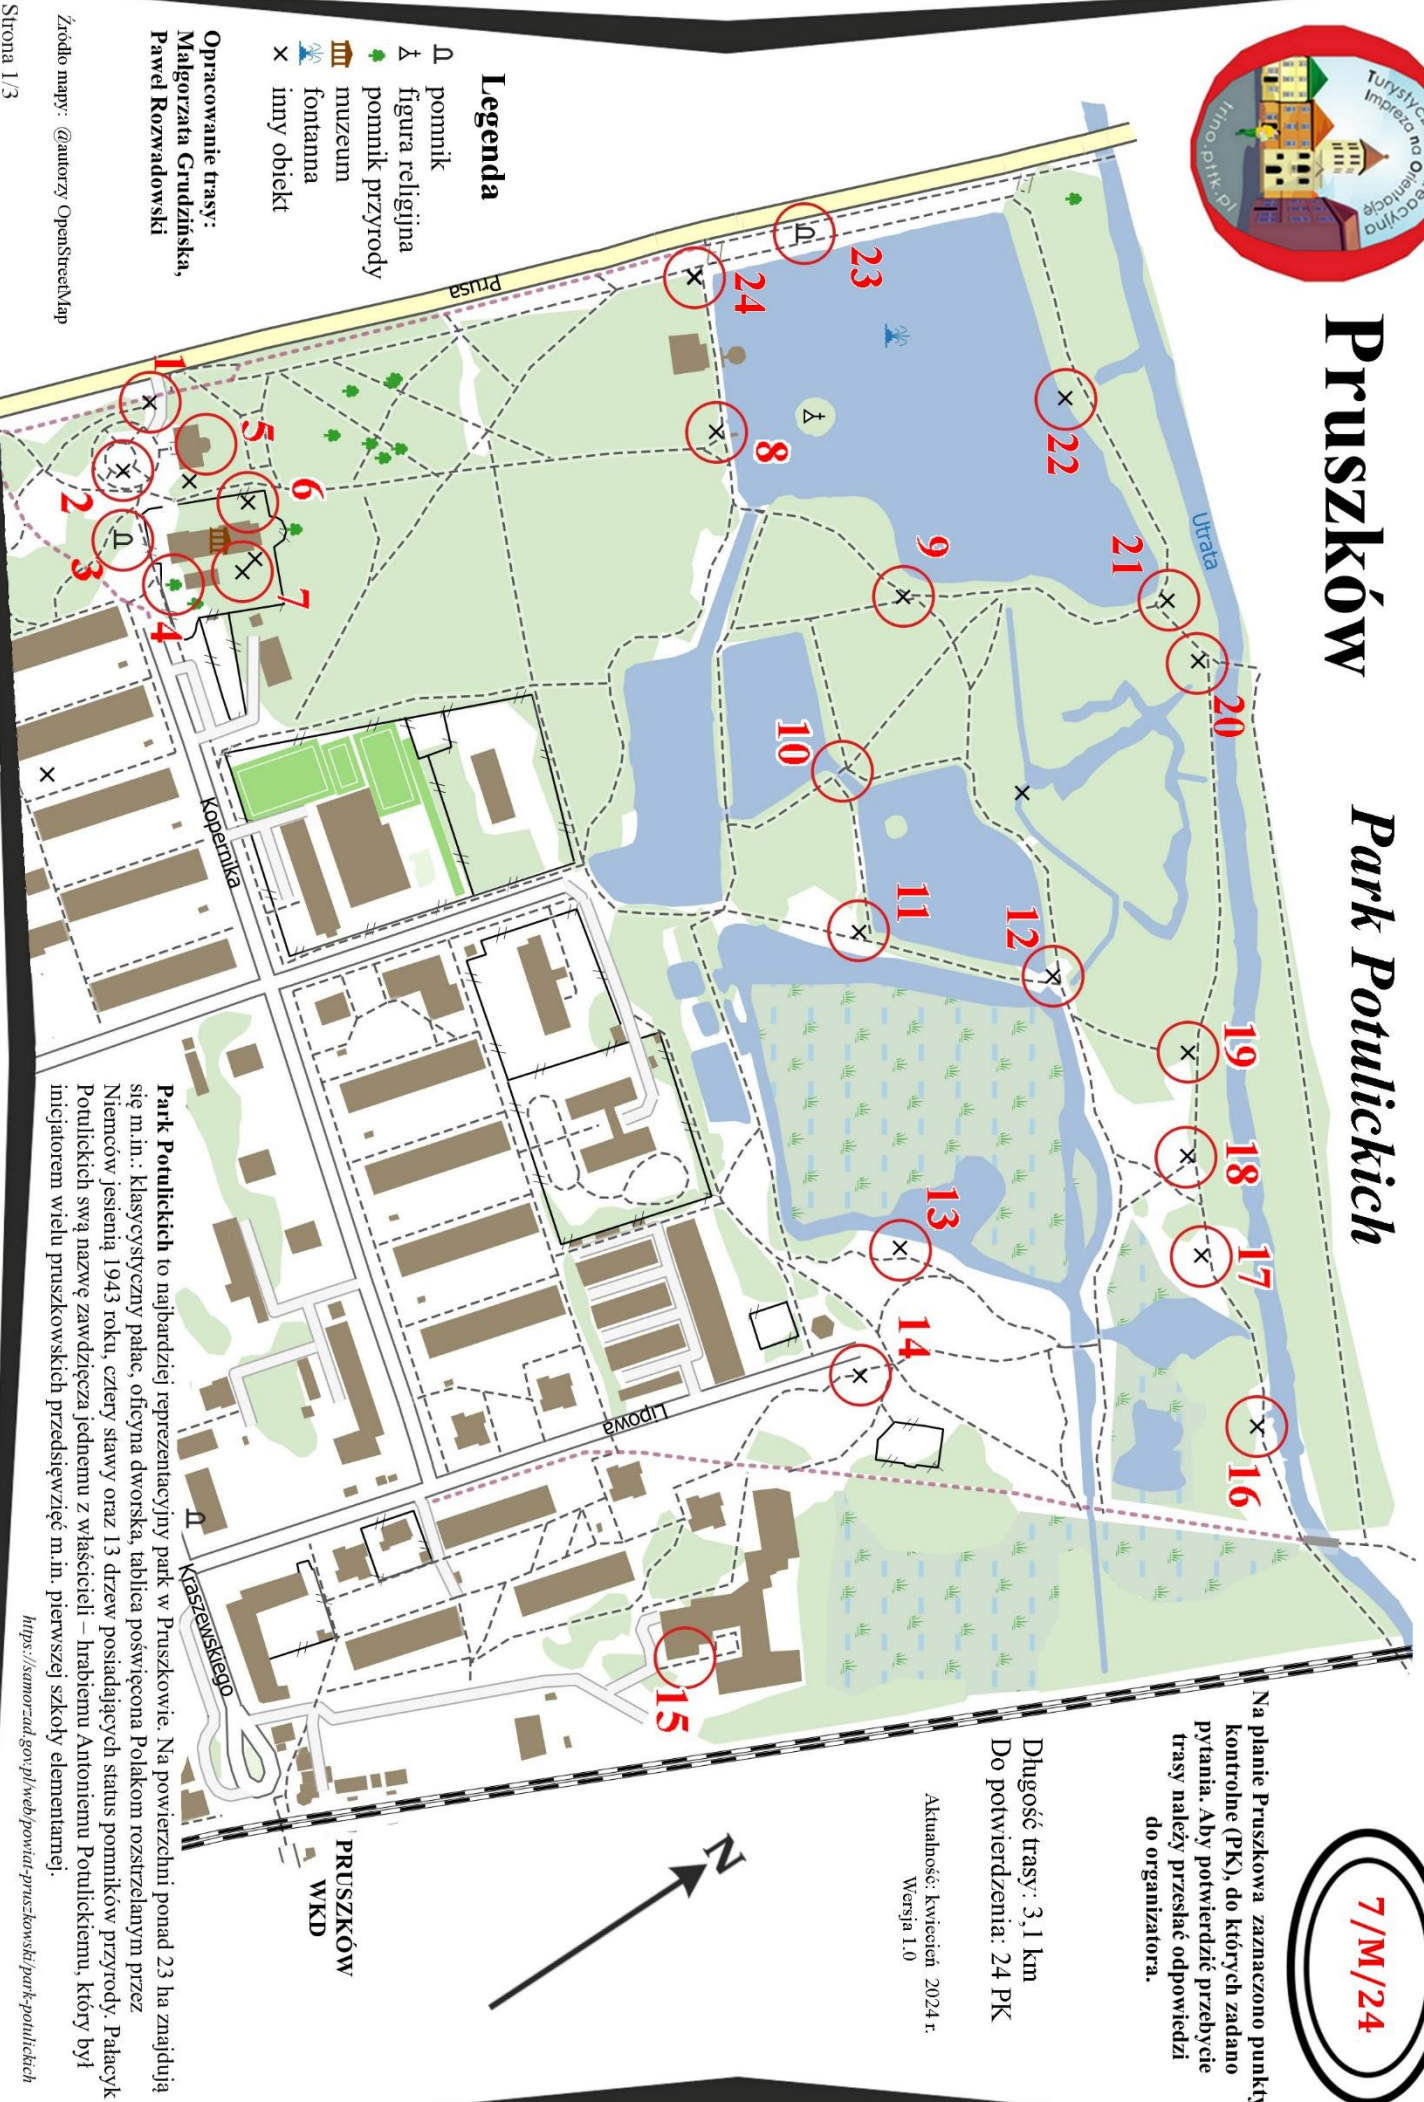 Turystyczna
Impreza na Orientację
trino.pttk.pl
Pruszków
Park Potulickich
7/M/24
Na planie Pruszkowa zaznaczono punkty
kontrolne (PK), do których zadano
pytania. Aby potwierdzić przebycie
trasy należy przesłać odpowiedzi
do organizatora.
Długość trasy: 3,1 km
Do potwierdzenia: 24 PK
Aktualność: kwiecień 2024 r.
Wersja 1.0
N
Legenda
pomnik
figura religijna
pomnik przyrody
muzeum
fontanna
inny obiekt
Opracowanie trasy:
Małgorzata Grudzińska,
Paweł Rozwadowski
Źródło mapy: @autorzy OpenStreetMap
Strona 1/3
Utrata
Prusa
Kopernika
Lipowa
Kraszewskiego
PRUSZKÓW
WKD
1
2
3
4
5
6
7
8
9
10
11
12
13
14
15
16
17
18
19
20
21
22
23
24
Park Potulickich to najbardziej reprezentacyjny park w Pruszkowie. Na powierzchni ponad 23 ha znajdują
się m.in.: klasycystyczny pałac, oficyna dworska, tablica poświęcona Polakom rozstrzelanym przez
Niemców jesienią 1943 roku, cztery stawy oraz 13 drzew posiadających status pomników przyrody. Pałacyk
Potulickich swą nazwę zawdzięcza jednemu z właścicieli – hrabiemu Antoniemu Potulickiemu, który był
inicjatorem wielu pruszkowskich przedsięwzięć m.in. pierwszej szkoły elementarnej.
https://samorzad.gov.pl/web/powiat-pruszkowski/park-potulickich